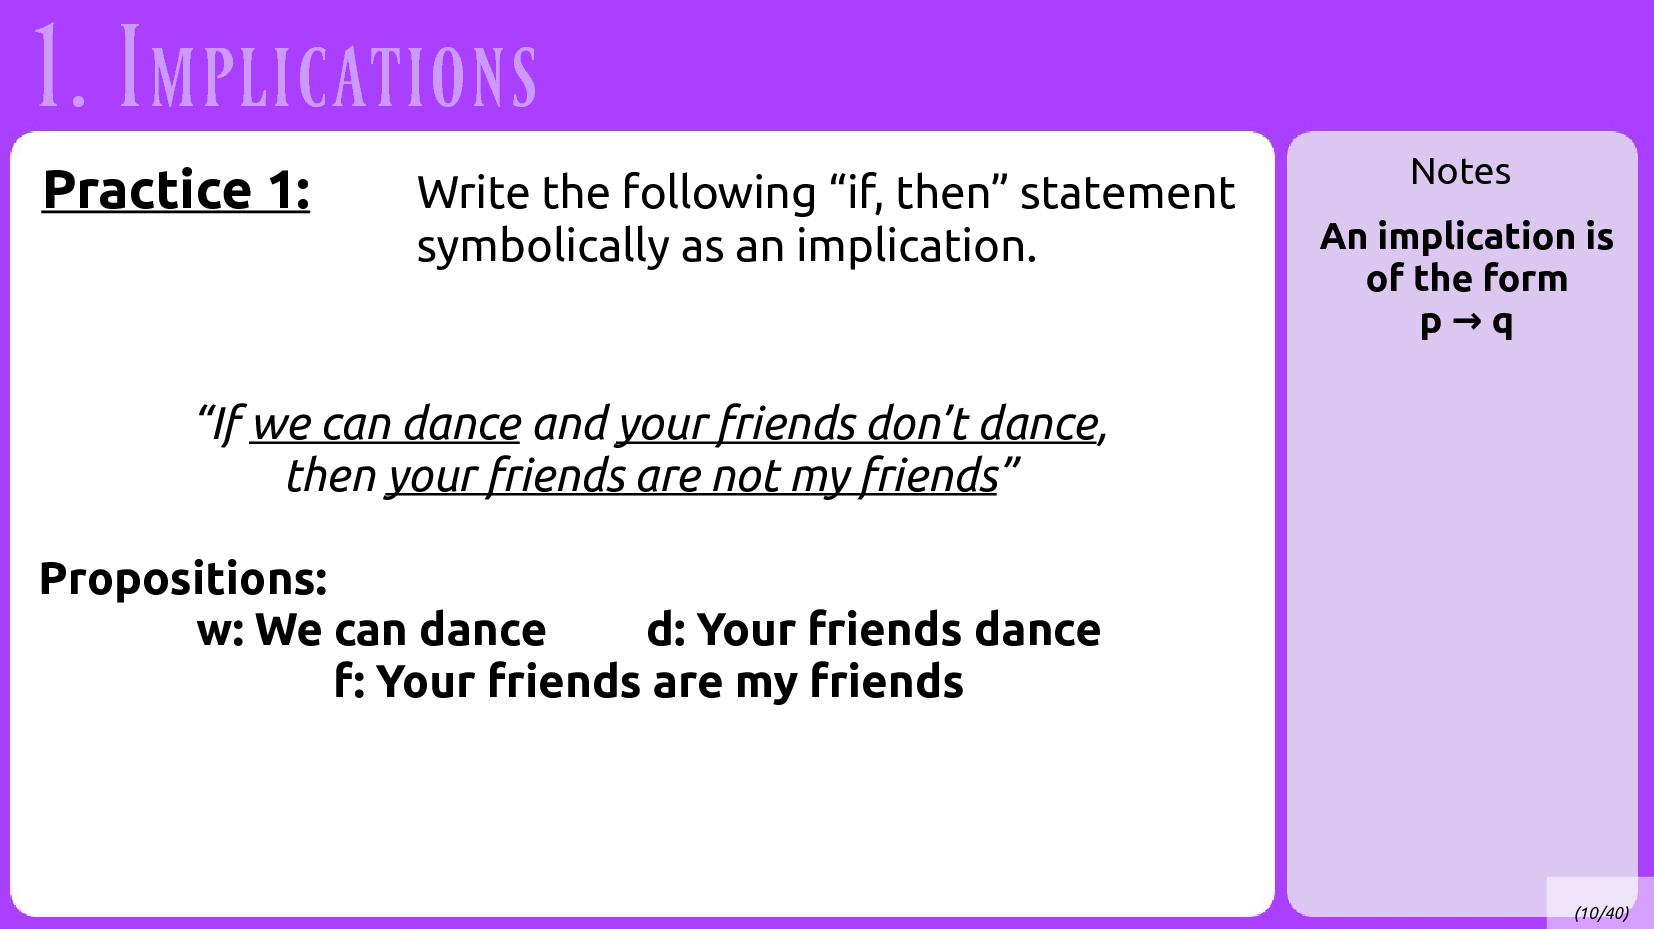 1. Implications
Practice 1:
Write the following “if, then” statement
symbolically as an implication.
“If we can dance and your friends don’t dance,
then your friends are not my friends”
Propositions:
w: We can dance d: Your friends dance
f: Your friends are my friends
Notes
An implication is
of the form
p → q
(10/40)